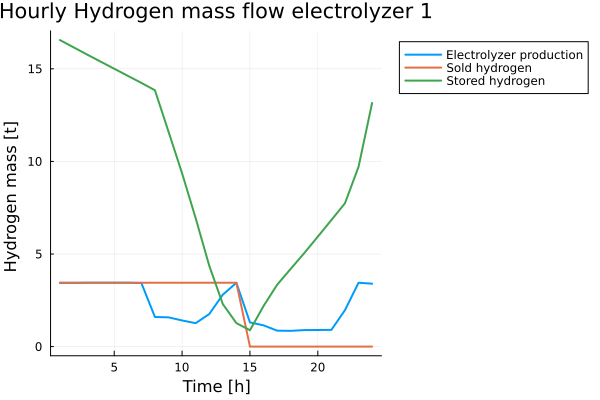 Hourly Hydrogen mass flow electrolyzer 1
Electrolyzer production
Sold hydrogen
Stored hydrogen
Hydrogen mass [t]
15
10
5
0
5 10 15 20
Time [h]